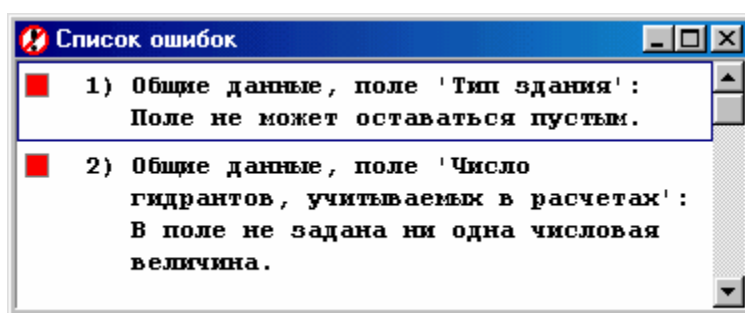 Список ошибок
1) Общие данные, поле 'Тип здания':
Поле не может оставаться пустым.
2) Общие данные, поле 'Число
гидрантов, учитываемых в расчетах':
В поле не задана ни одна числовая
величина.